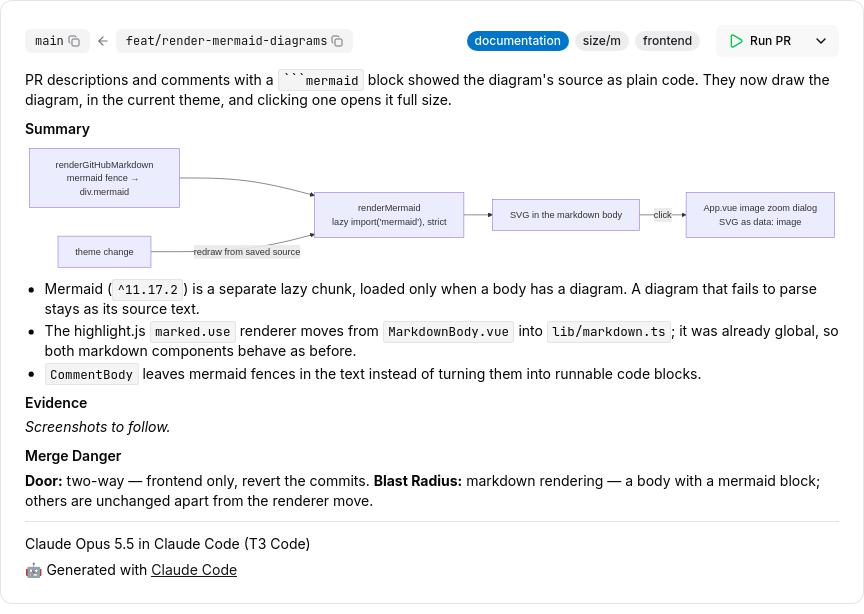 main feat/render-mermaid-diagrams documentation size/m frontend Run PR
PR descriptions and comments with a ```mermaid block showed the diagram's source as plain code. They now draw the
diagram, in the current theme, and clicking one opens it full size.
Summary
renderGitHubMarkdown
mermaid fence →
div.mermaid
theme change
redraw from saved source
renderMermaid
lazy import('mermaid'), strict
SVG in the markdown body
click
App.vue image zoom dialog
SVG as data: image
• Mermaid (^11.17.2) is a separate lazy chunk, loaded only when a body has a diagram. A diagram that fails to parse
stays as its source text.
• The highlight.js marked.use renderer moves from MarkdownBody.vue into lib/markdown.ts; it was already global, so
both markdown components behave as before.
• CommentBody leaves mermaid fences in the text instead of turning them into runnable code blocks.
Evidence
Screenshots to follow.
Merge Danger
Door: two-way — frontend only, revert the commits. Blast Radius: markdown rendering — a body with a mermaid block;
others are unchanged apart from the renderer move.
Claude Opus 5.5 in Claude Code (T3 Code)
🤖 Generated with Claude Code